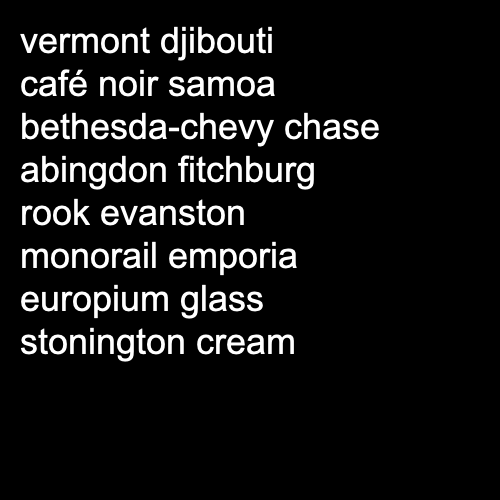 vermont djibouti
café noir samoa
bethesda-chevy chase
abingdon fitchburg
rook evanston
monorail emporia
europium glass
stonington cream